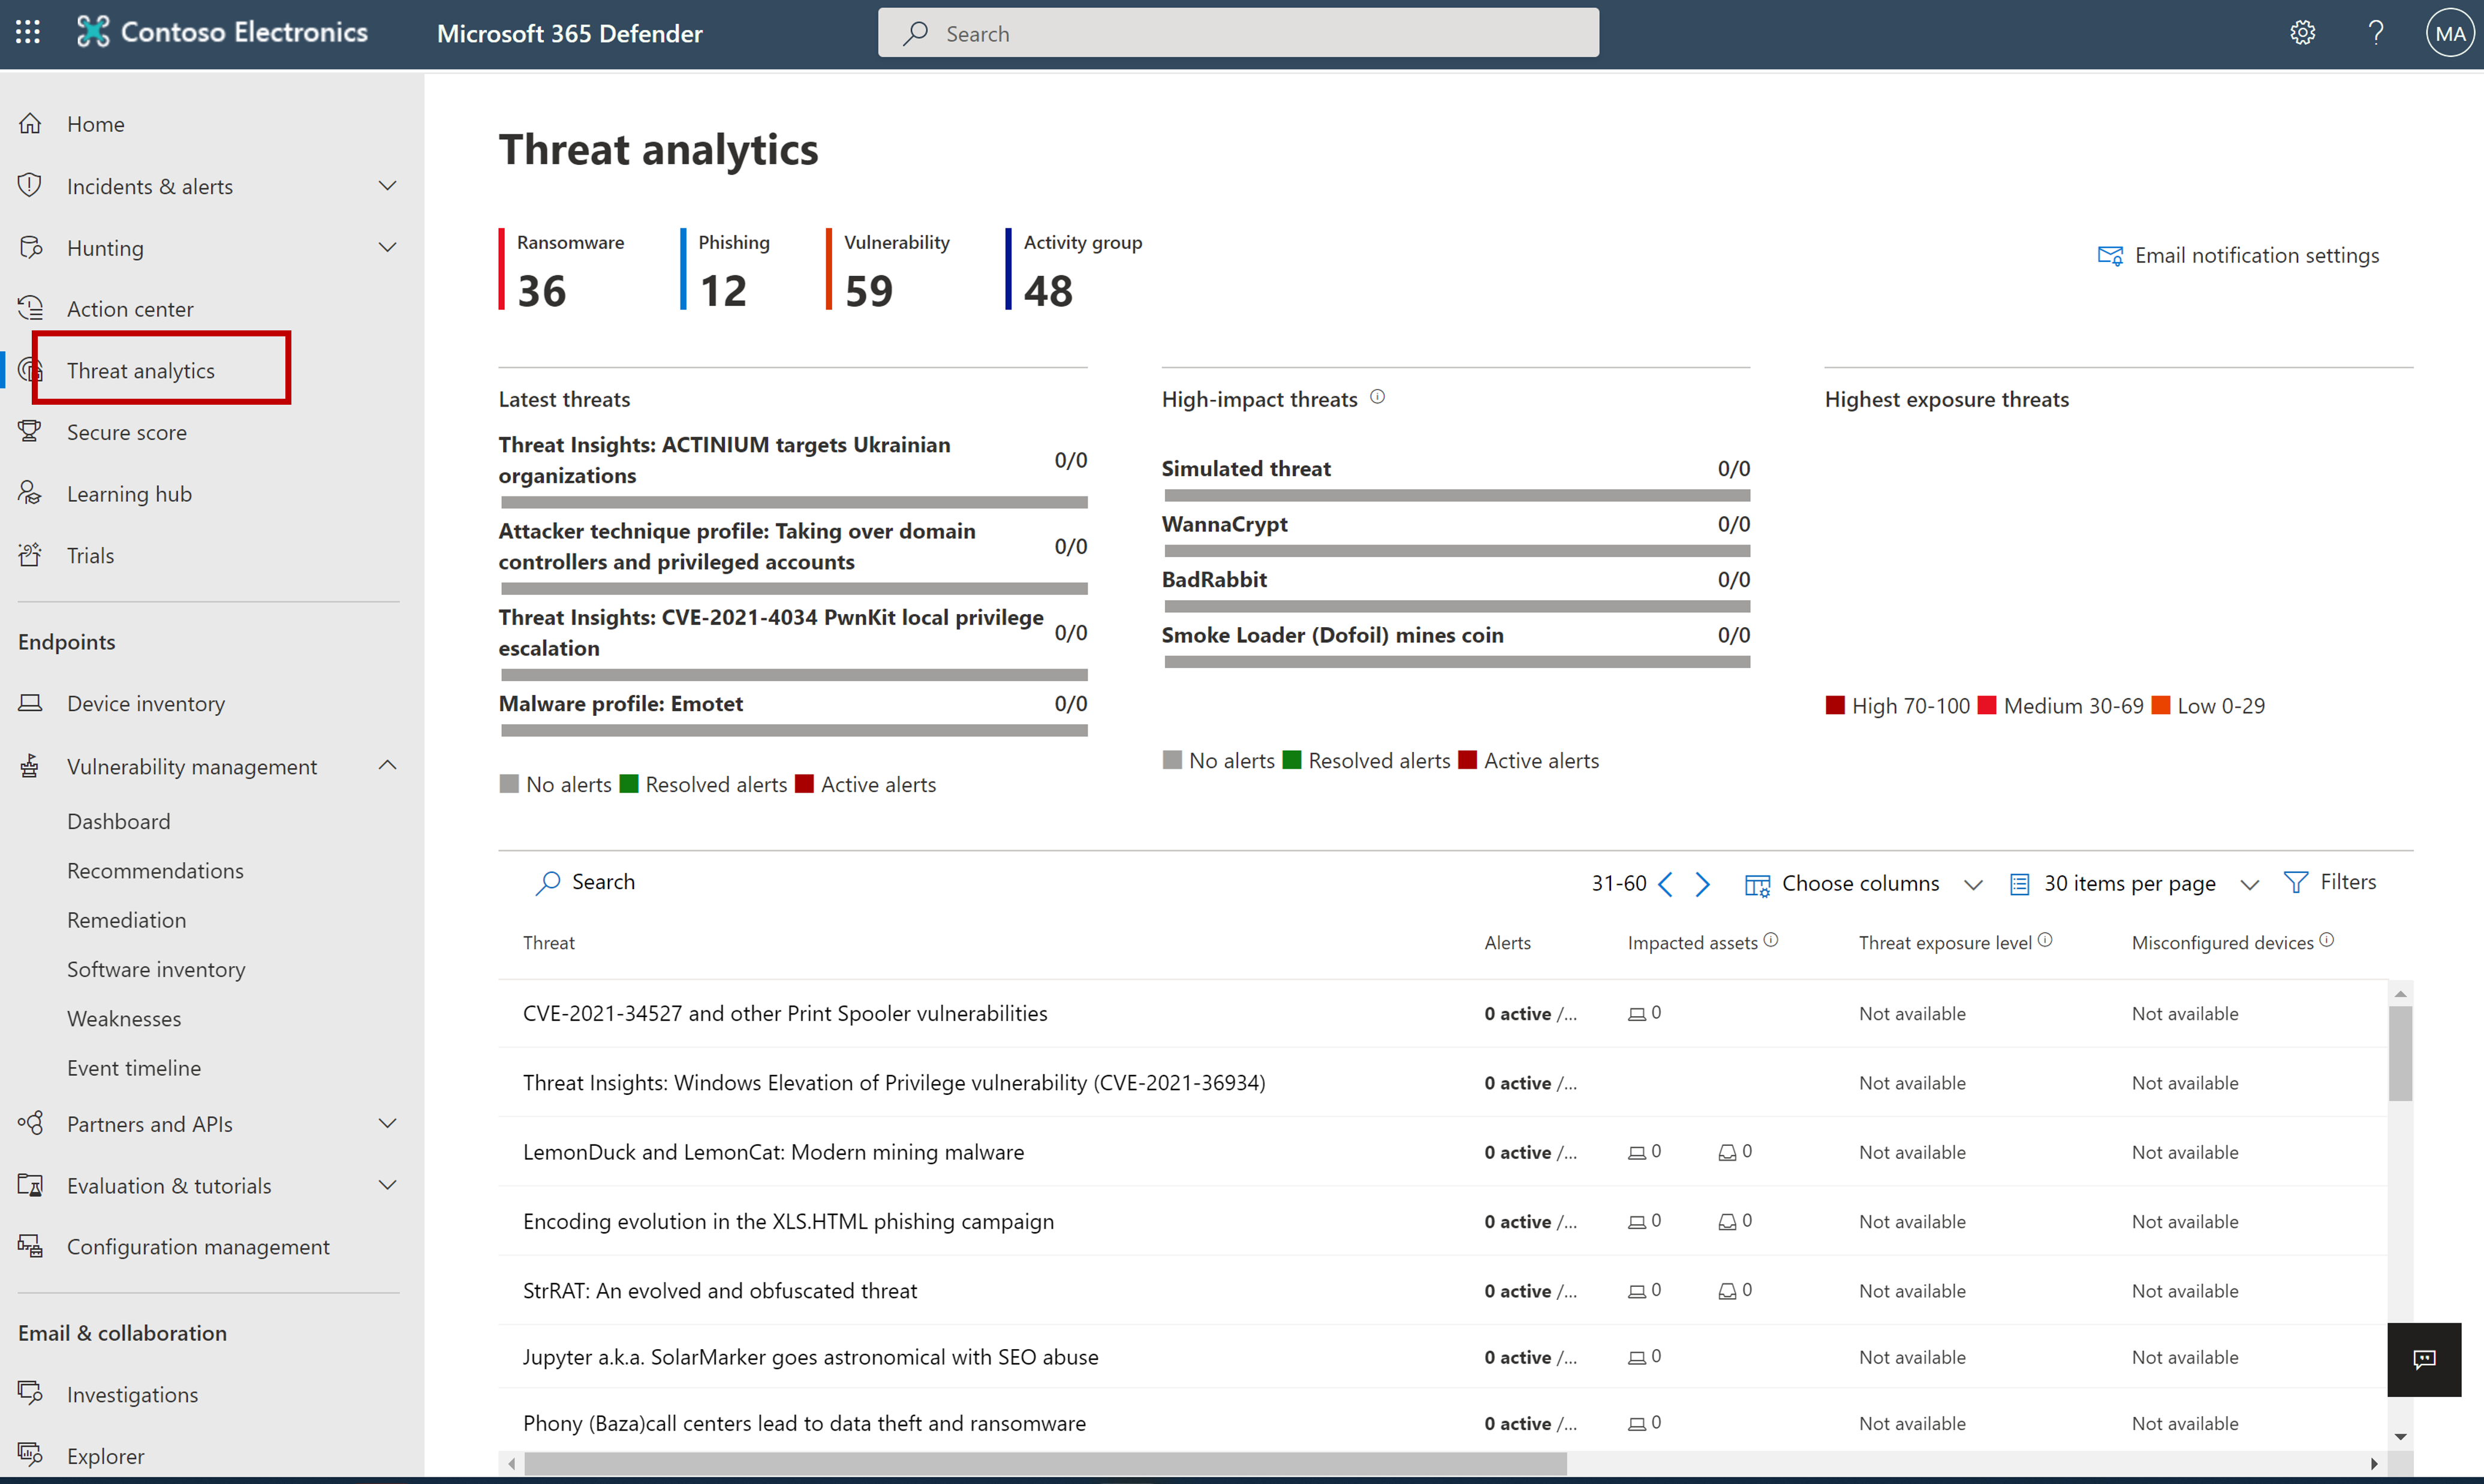 Contoso Electronics
Microsoft 365 Defender
Search
MA
Home
Incidents & alerts
Hunting
Action center
Threat analytics
Secure score
Learning hub
Trials
Endpoints
Device inventory
Vulnerability management
Dashboard
Recommendations
Remediation
Software inventory
Weaknesses
Event timeline
Partners and APIs
Evaluation & tutorials
Configuration management
Email & collaboration
Investigations
Explorer
Threat analytics
Ransomware
36
Phishing
12
Vulnerability
59
Activity group
48
Email notification settings
Latest threats
Threat Insights: ACTINIUM targets Ukrainian
organizations
0/0
Attacker technique profile: Taking over domain
controllers and privileged accounts
0/0
Threat Insights: CVE-2021-4034 PwnKit local privilege
escalation
0/0
Malware profile: Emotet 0/0
No alerts Resolved alerts Active alerts
High-impact threats
Simulated threat 0/0
WannaCrypt 0/0
BadRabbit 0/0
Smoke Loader (Dofoil) mines coin 0/0
No alerts Resolved alerts Active alerts
Highest exposure threats
High 70-100 Medium 30-69 Low 0-29
Search 31-60 Choose columns 30 items per page Filters
Threat Alerts Impacted assets Threat exposure level Misconfigured devices
CVE-2021-34527 and other Print Spooler vulnerabilities 0 active /... 0 Not available Not available
Threat Insights: Windows Elevation of Privilege vulnerability (CVE-2021-36934) 0 active /... Not available Not available
LemonDuck and LemonCat: Modern mining malware 0 active /... 0 0 Not available Not available
Encoding evolution in the XLS.HTML phishing campaign 0 active /... 0 0 Not available Not available
StrRAT: An evolved and obfuscated threat 0 active /... 0 0 Not available Not available
Jupyter a.k.a. SolarMarker goes astronomical with SEO abuse 0 active /... 0 Not available Not available
Phony (Baza)call centers lead to data theft and ransomware 0 active /... 0 Not available Not available